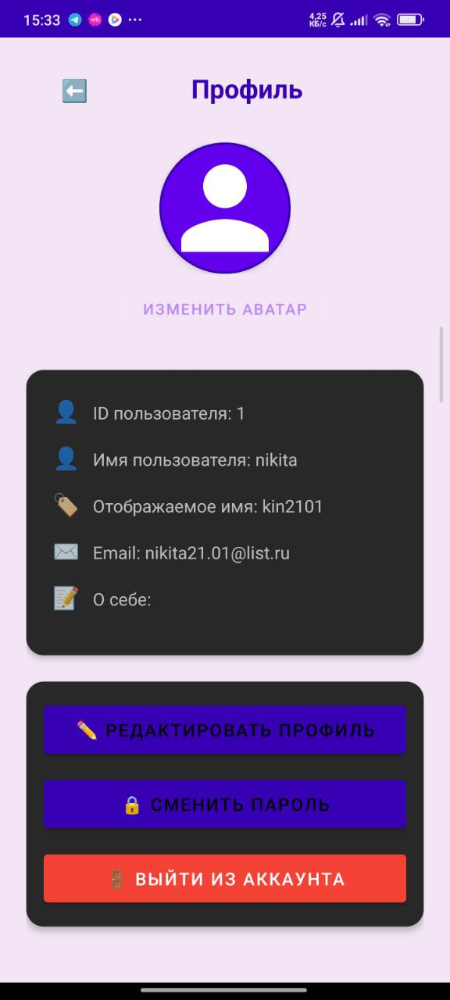 15:33
4,25
КБ/с
Профиль
ИЗМЕНИТЬ АВАТАР
ID пользователя: 1
Имя пользователя: nikita
Отображаемое имя: kin2101
Email: nikita21.01@list.ru
О себе:
РЕДАКТИРОВАТЬ ПРОФИЛЬ
СМЕНИТЬ ПАРОЛЬ
ВЫЙТИ ИЗ АККАУНТА